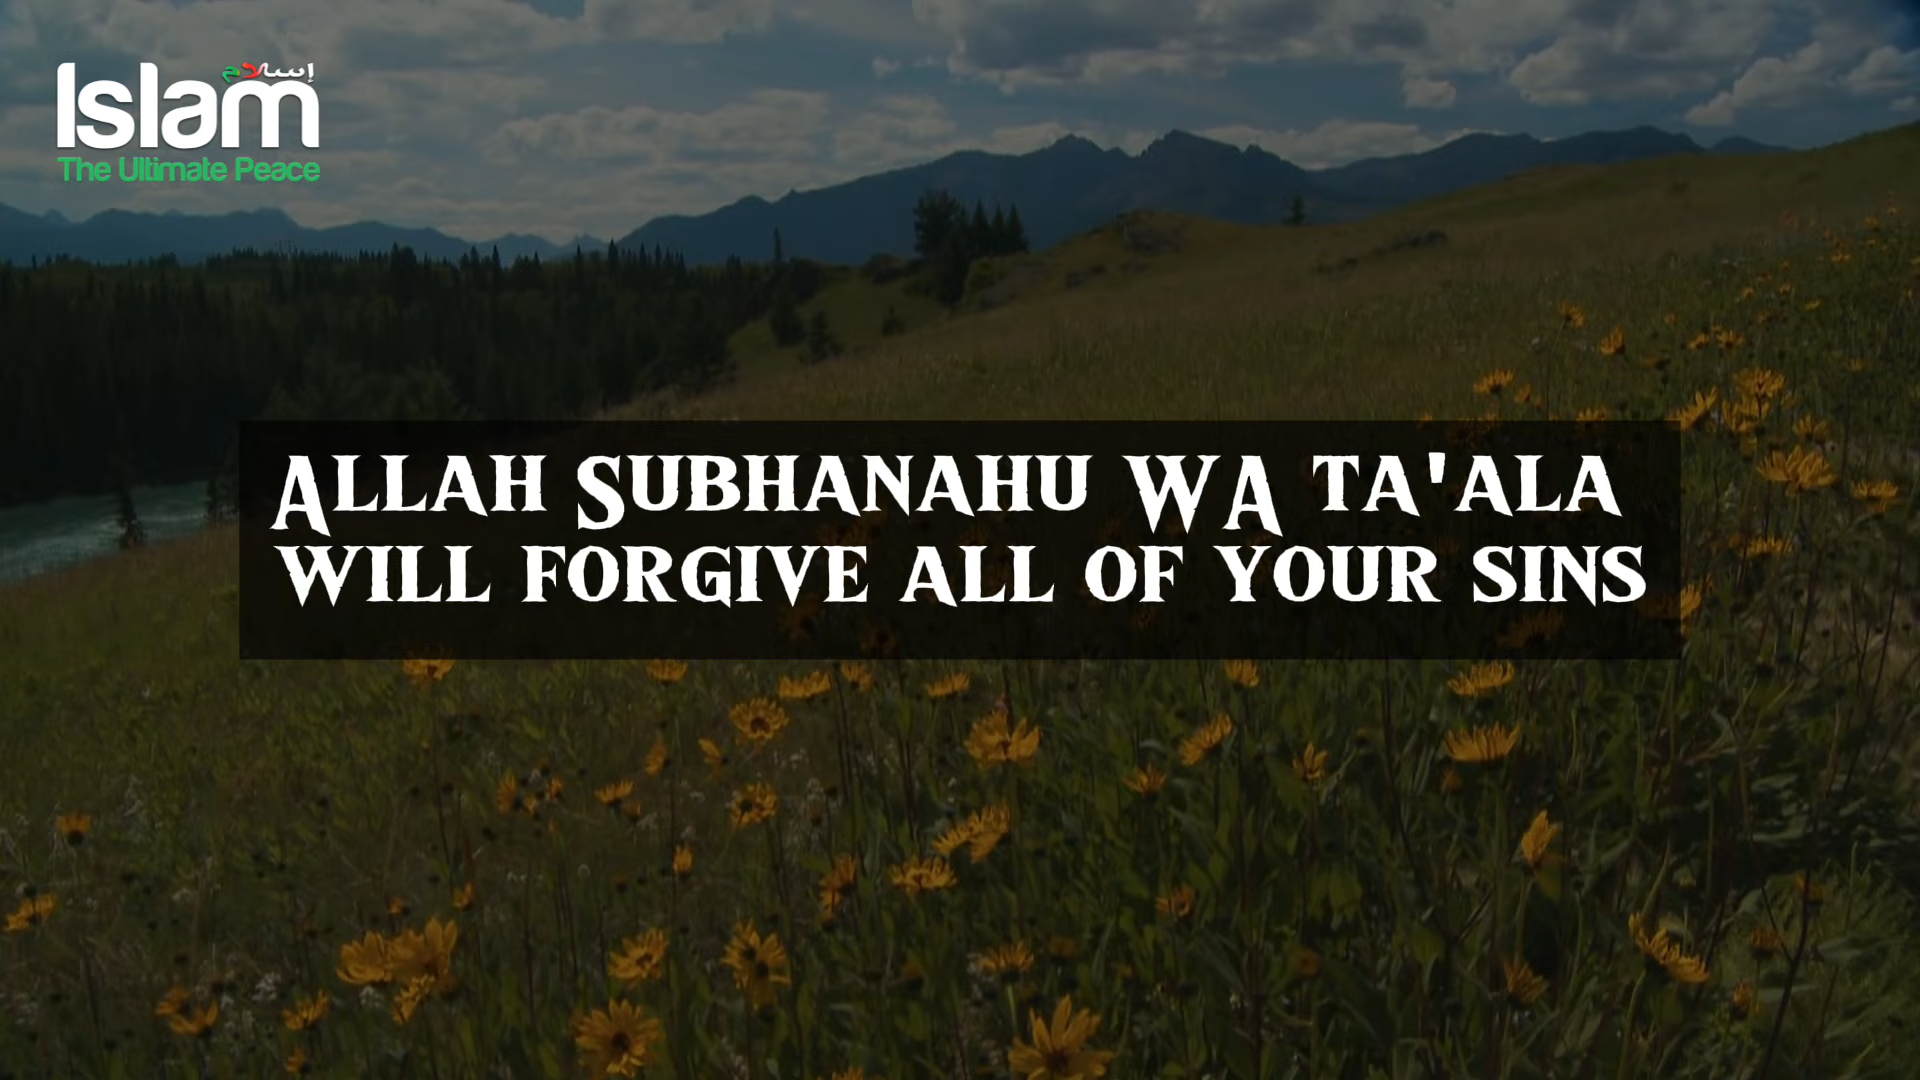 Islam
إسلام
The Ultimate Peace
Allah Subhanahu WA ta'ala
will forgive all of your sins